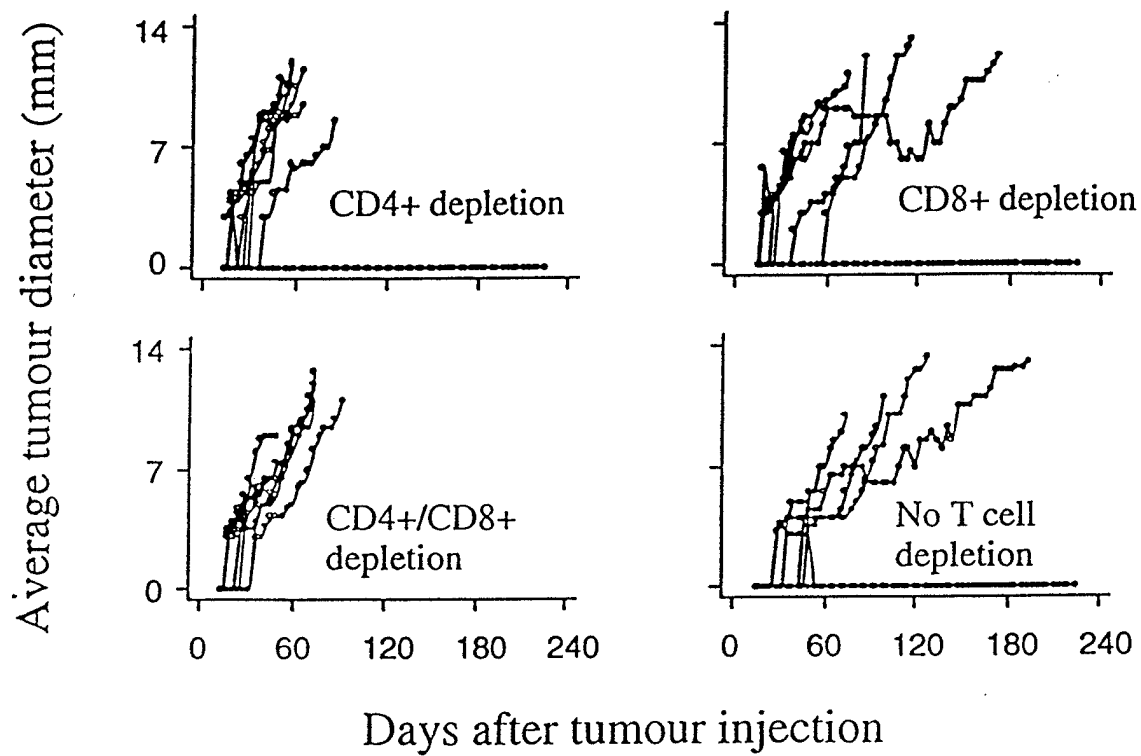 Average tumour diameter (mm)
14
7
0
CD4+ depletion
CD8+ depletion
14
7
0
CD4+/CD8+
depletion
No T cell
depletion
0 60 120 180 240
0 60 120 180 240
Days after tumour injection